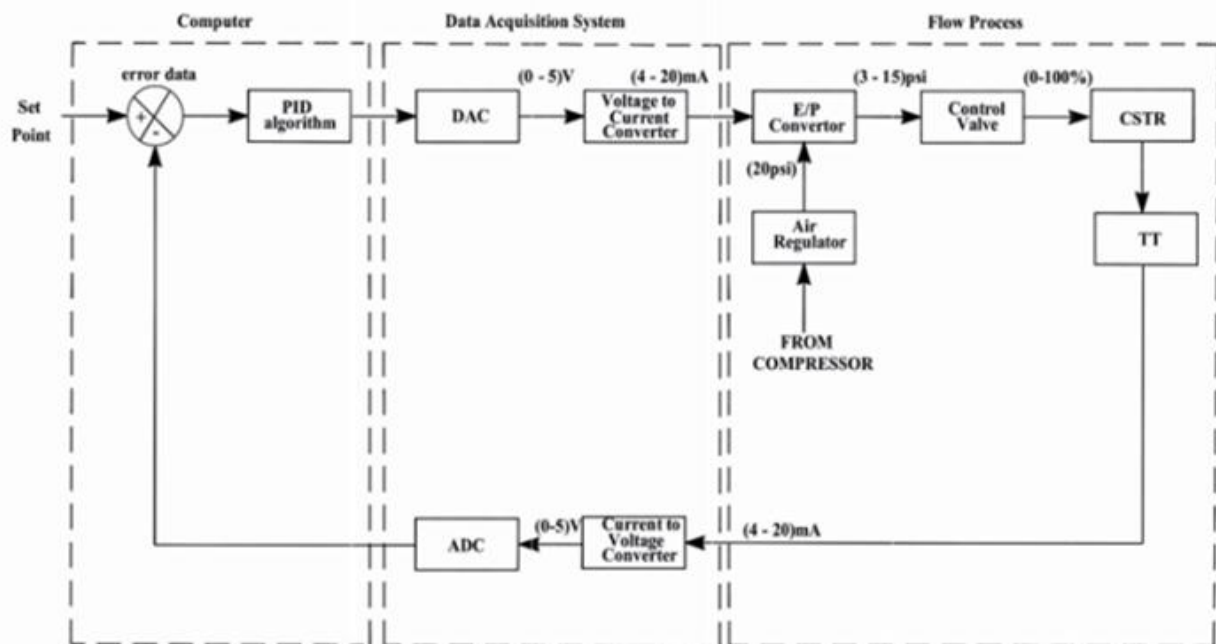 Computer
Data Acquisition System
Flow Process
error data
(0 - 5)V
(4 - 20)mA
(3 - 15)psi
(0-100%)
Set
Point
+
-
PID
algorithm
DAC
Voltage to
Current
Converter
E/P
Convertor
Control
Valve
CSTR
(20psi)
Air
Regulator
TT
FROM
COMPRESSOR
ADC
(0-5)V
Current to
Voltage
Converter
(4 - 20)mA